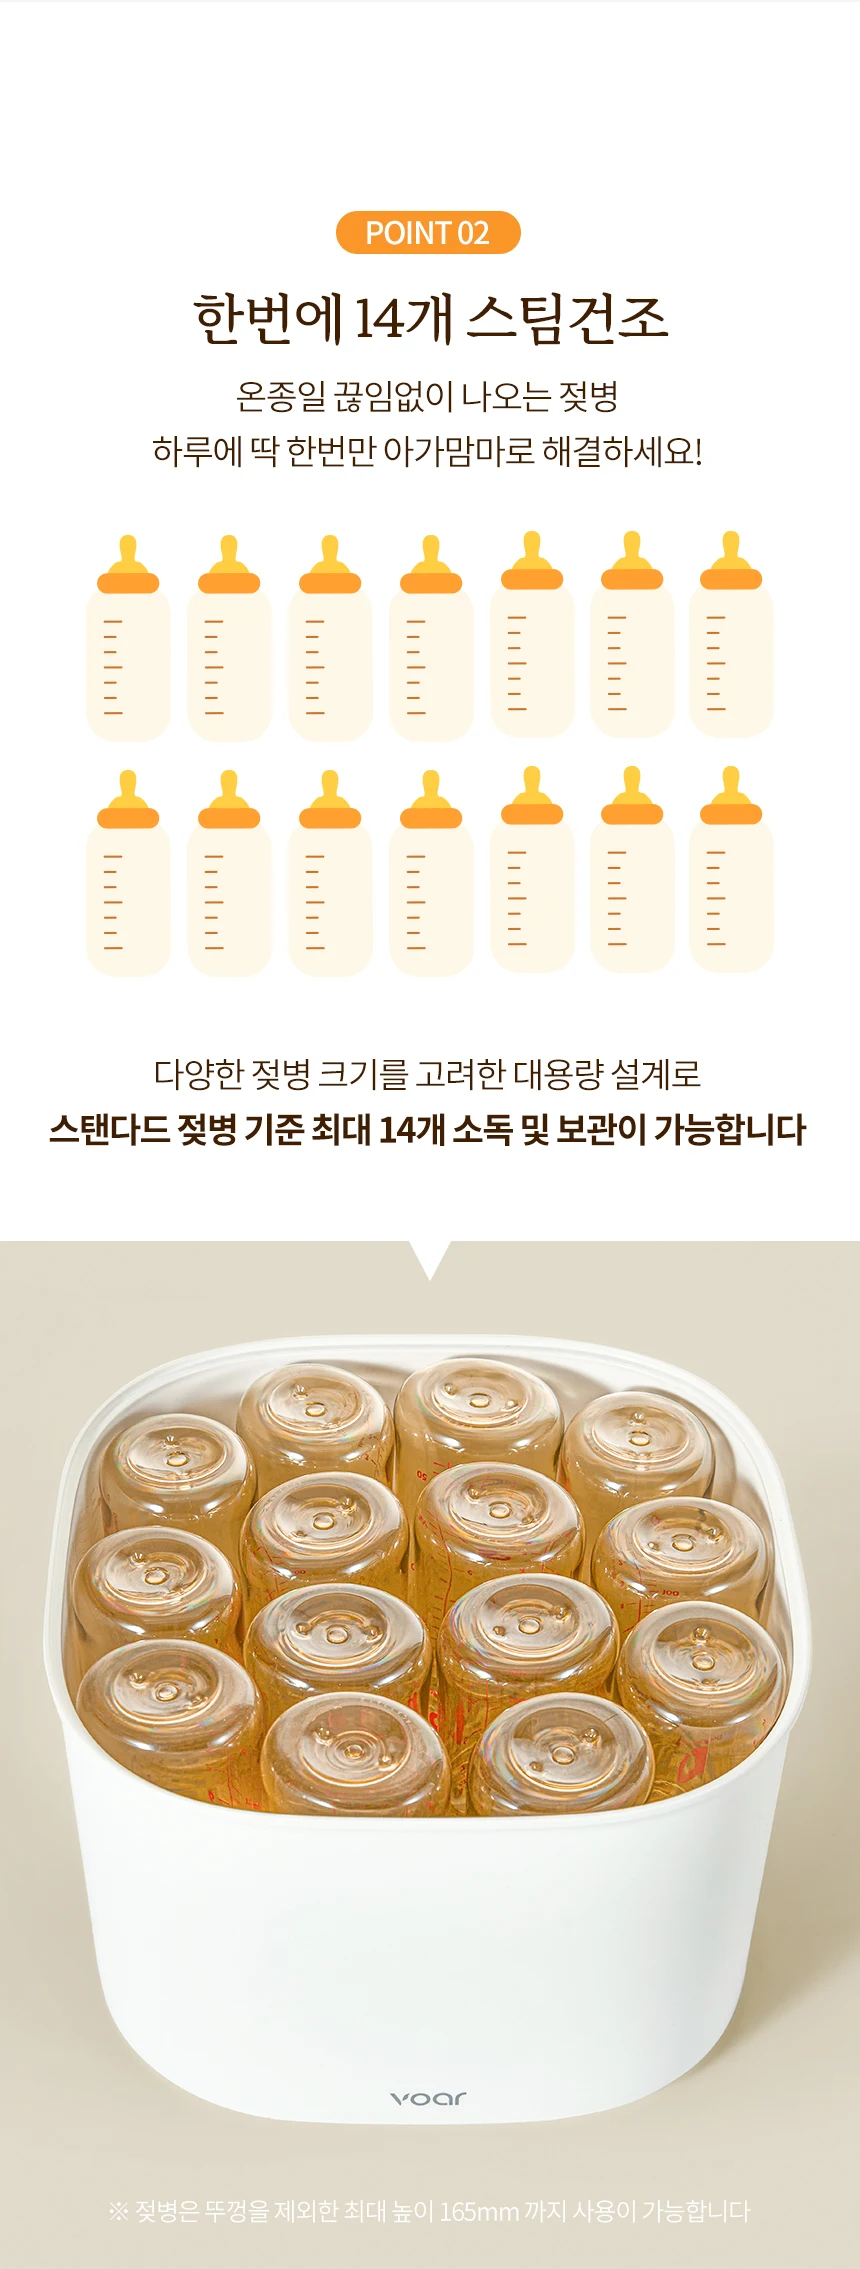 POINT 02
한번에 14개 스팀건조
온종일 끊임없이 나오는 젖병
하루에 딱 한번만 아가맘마로 해결하세요!
다양한 젖병 크기를 고려한 대용량 설계로
스탠다드 젖병 기준 최대 14개 소독 및 보관이 가능합니다
voar
※ 젖병은 뚜껑을 제외한 최대 높이 165mm 까지 사용이 가능합니다